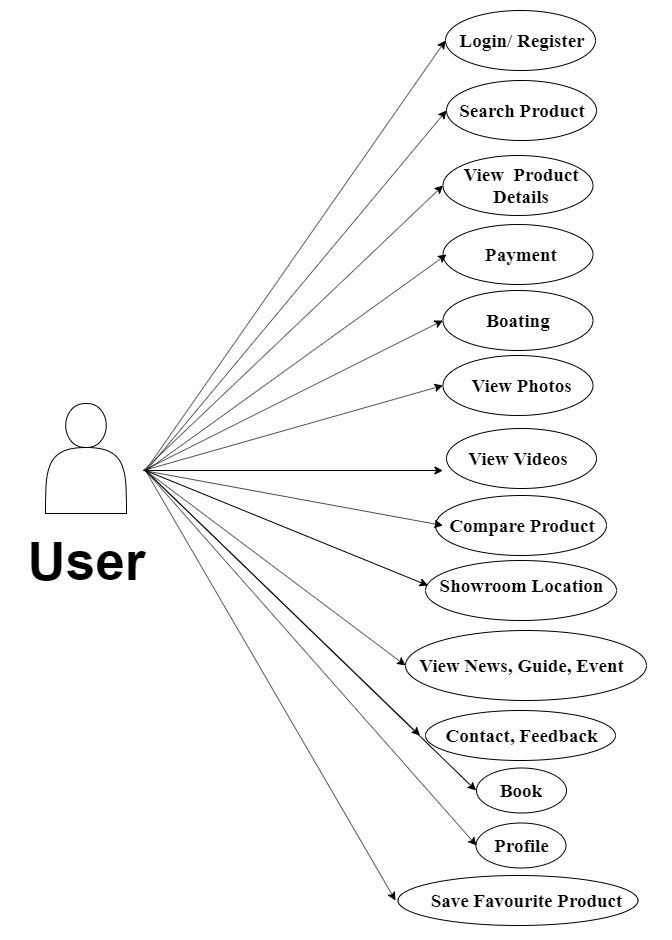 Login/ Register
Search Product
View  Product
Details
Payment
Boating
View Photos
View Videos
Compare Product
User
Showroom Location
View News, Guide, Event
Contact, Feedback
Book
Profile
Save Favourite Product